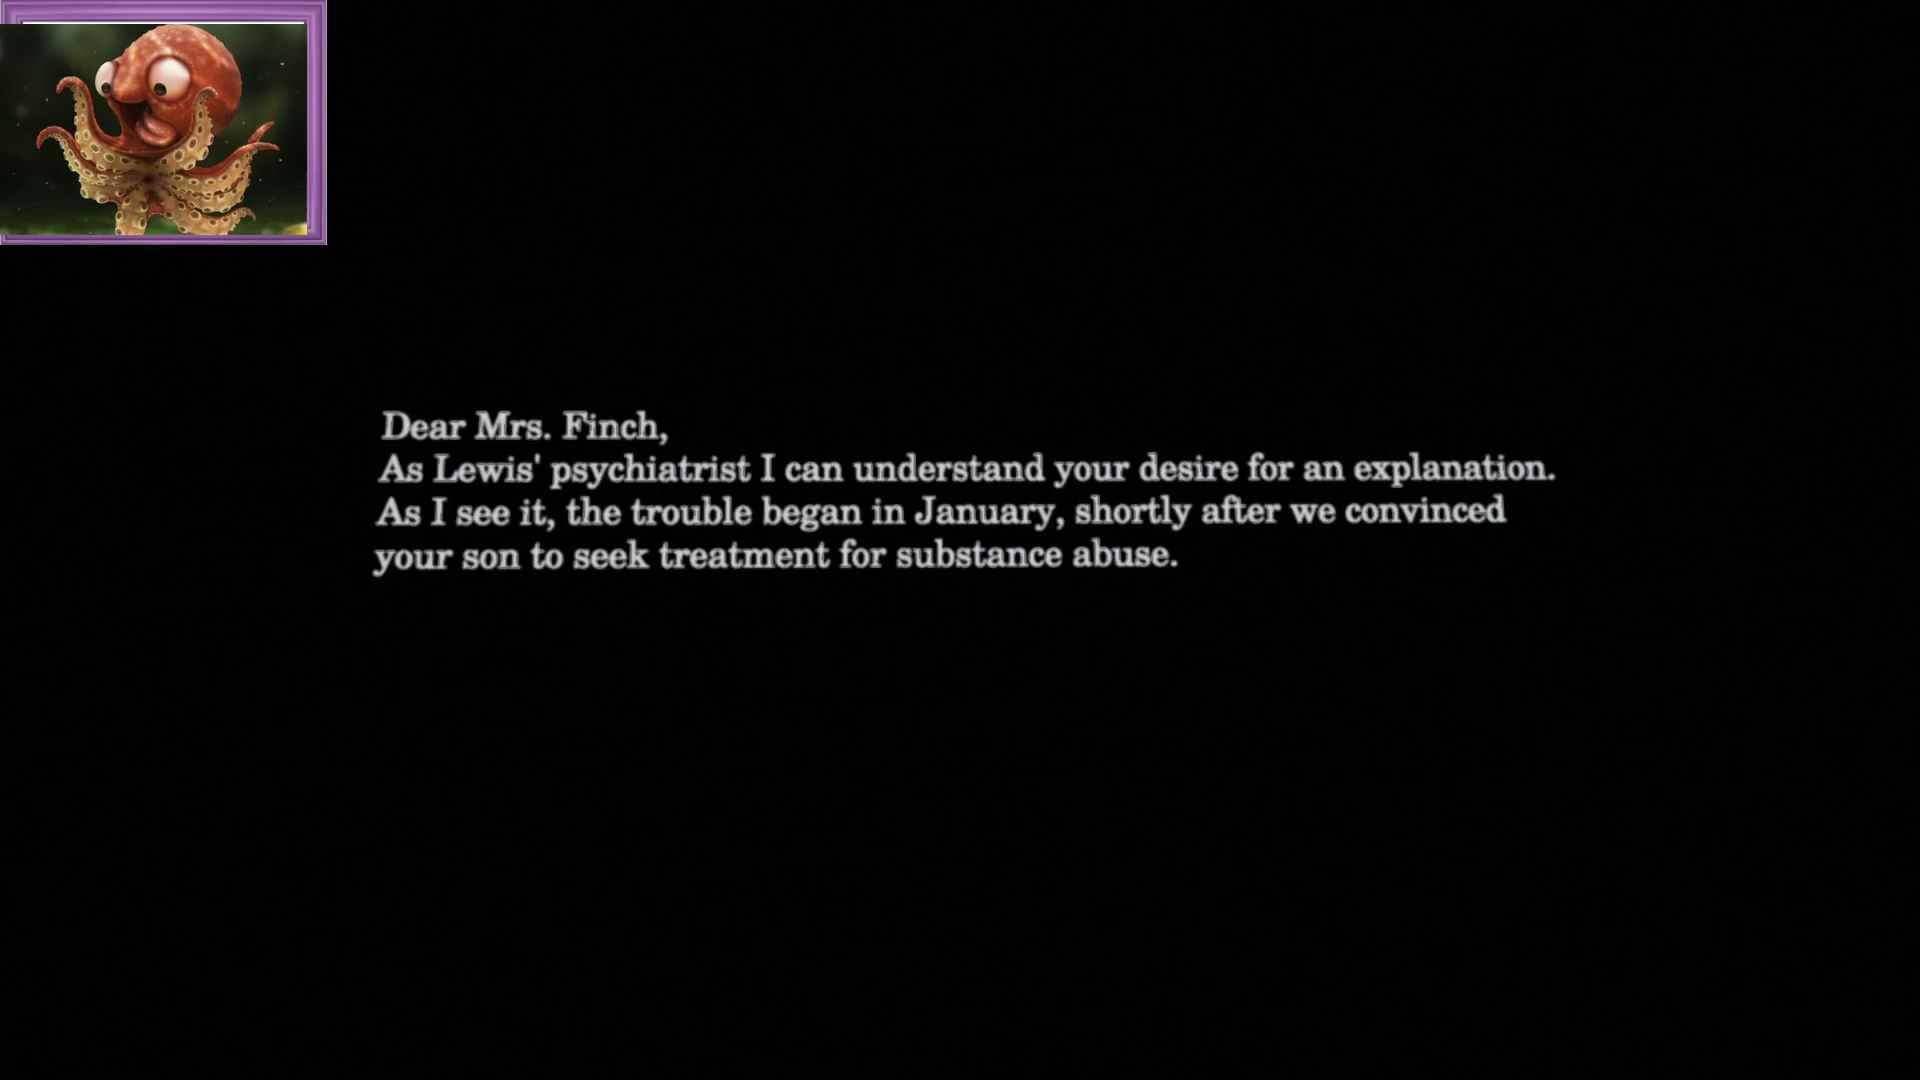 Dear Mrs. Finch,
As Lewis' psychiatrist I can understand your desire for an explanation.
As I see it, the trouble began in January, shortly after we convinced
your son to seek treatment for substance abuse.